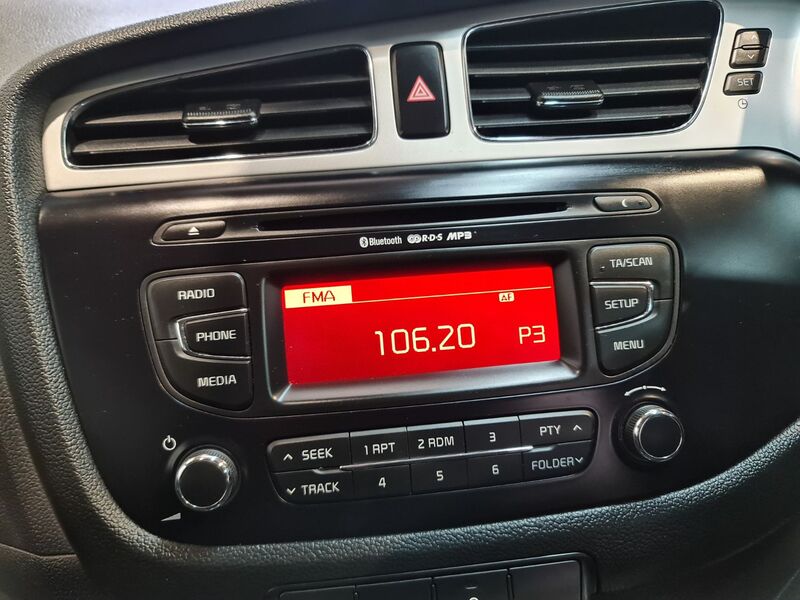 SET
Bluetooth R·D·S MP3
RADIO
PHONE
MEDIA
FMA
AF
106.20
P3
TA/SCAN
SETUP
MENU
SEEK
1 RPT
2 RDM
3
PTY
TRACK
4
5
6
FOLDER